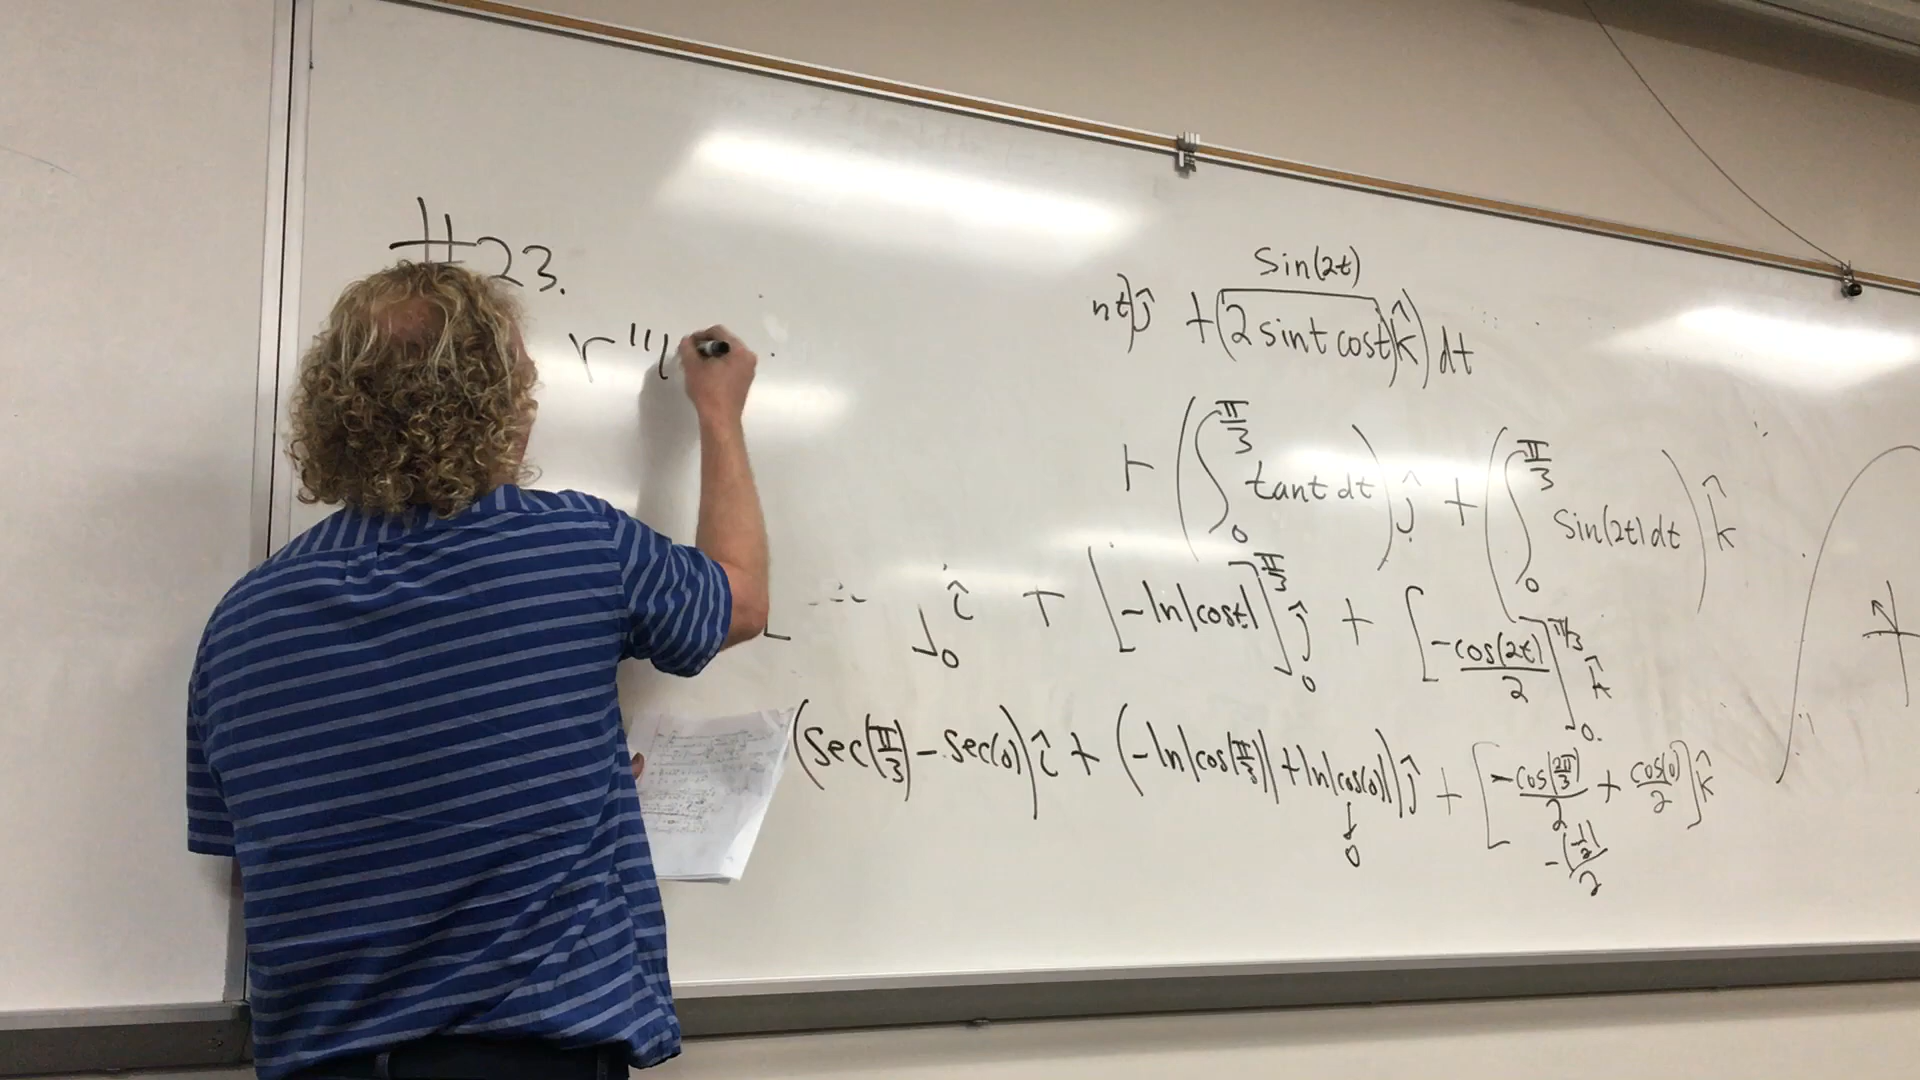 #23.
r''(
sin(2t)
nt)ĵ + (2 sint cost)k̂) dt
+ (∫₀^{π/3} tant dt) ĵ + (∫₀^{π/3} sin(2t)dt) k̂
]₀ î + [-ln|cost|]₀^{π/3} ĵ + [-cos(2t)/2]₀^{π/3} k̂
(sec(π/3) - sec(0)) î + (-ln|cos(π/3)| + ln|cos(0)|) ĵ + [-cos(2π/3)/2 + cos(0)/2] k̂
0
-(-1/2)/2